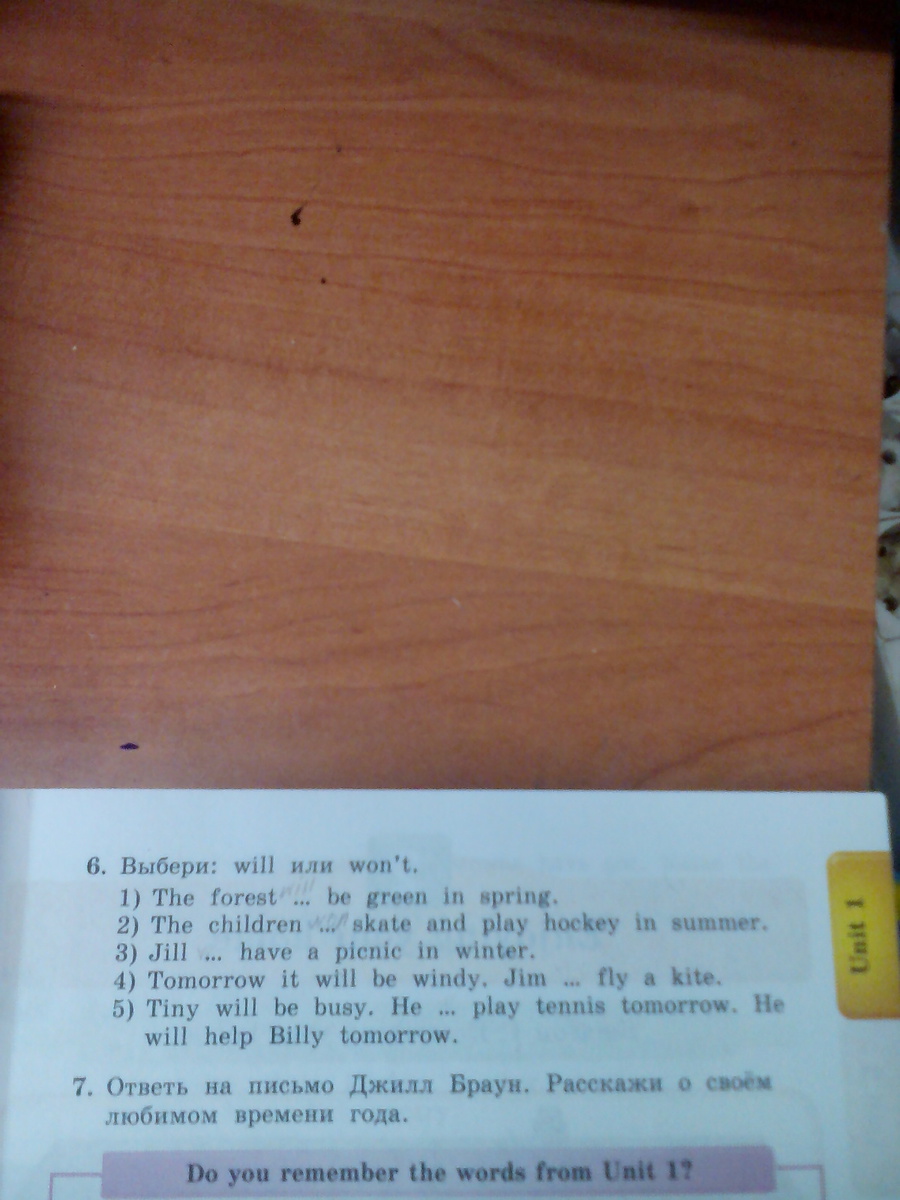 6. Выбери: will или won't.
1) The forest will ... be green in spring.
2) The children ... skate and play hockey in summer.
3) Jill ... have a picnic in winter.
4) Tomorrow it will be windy. Jim ... fly a kite.
5) Tiny will be busy. He ... play tennis tomorrow. He
will help Billy tomorrow.
7. Ответь на письмо Джилл Браун. Расскажи о своём
любимом времени года.
Do you remember the words from Unit 1?
Unit 1